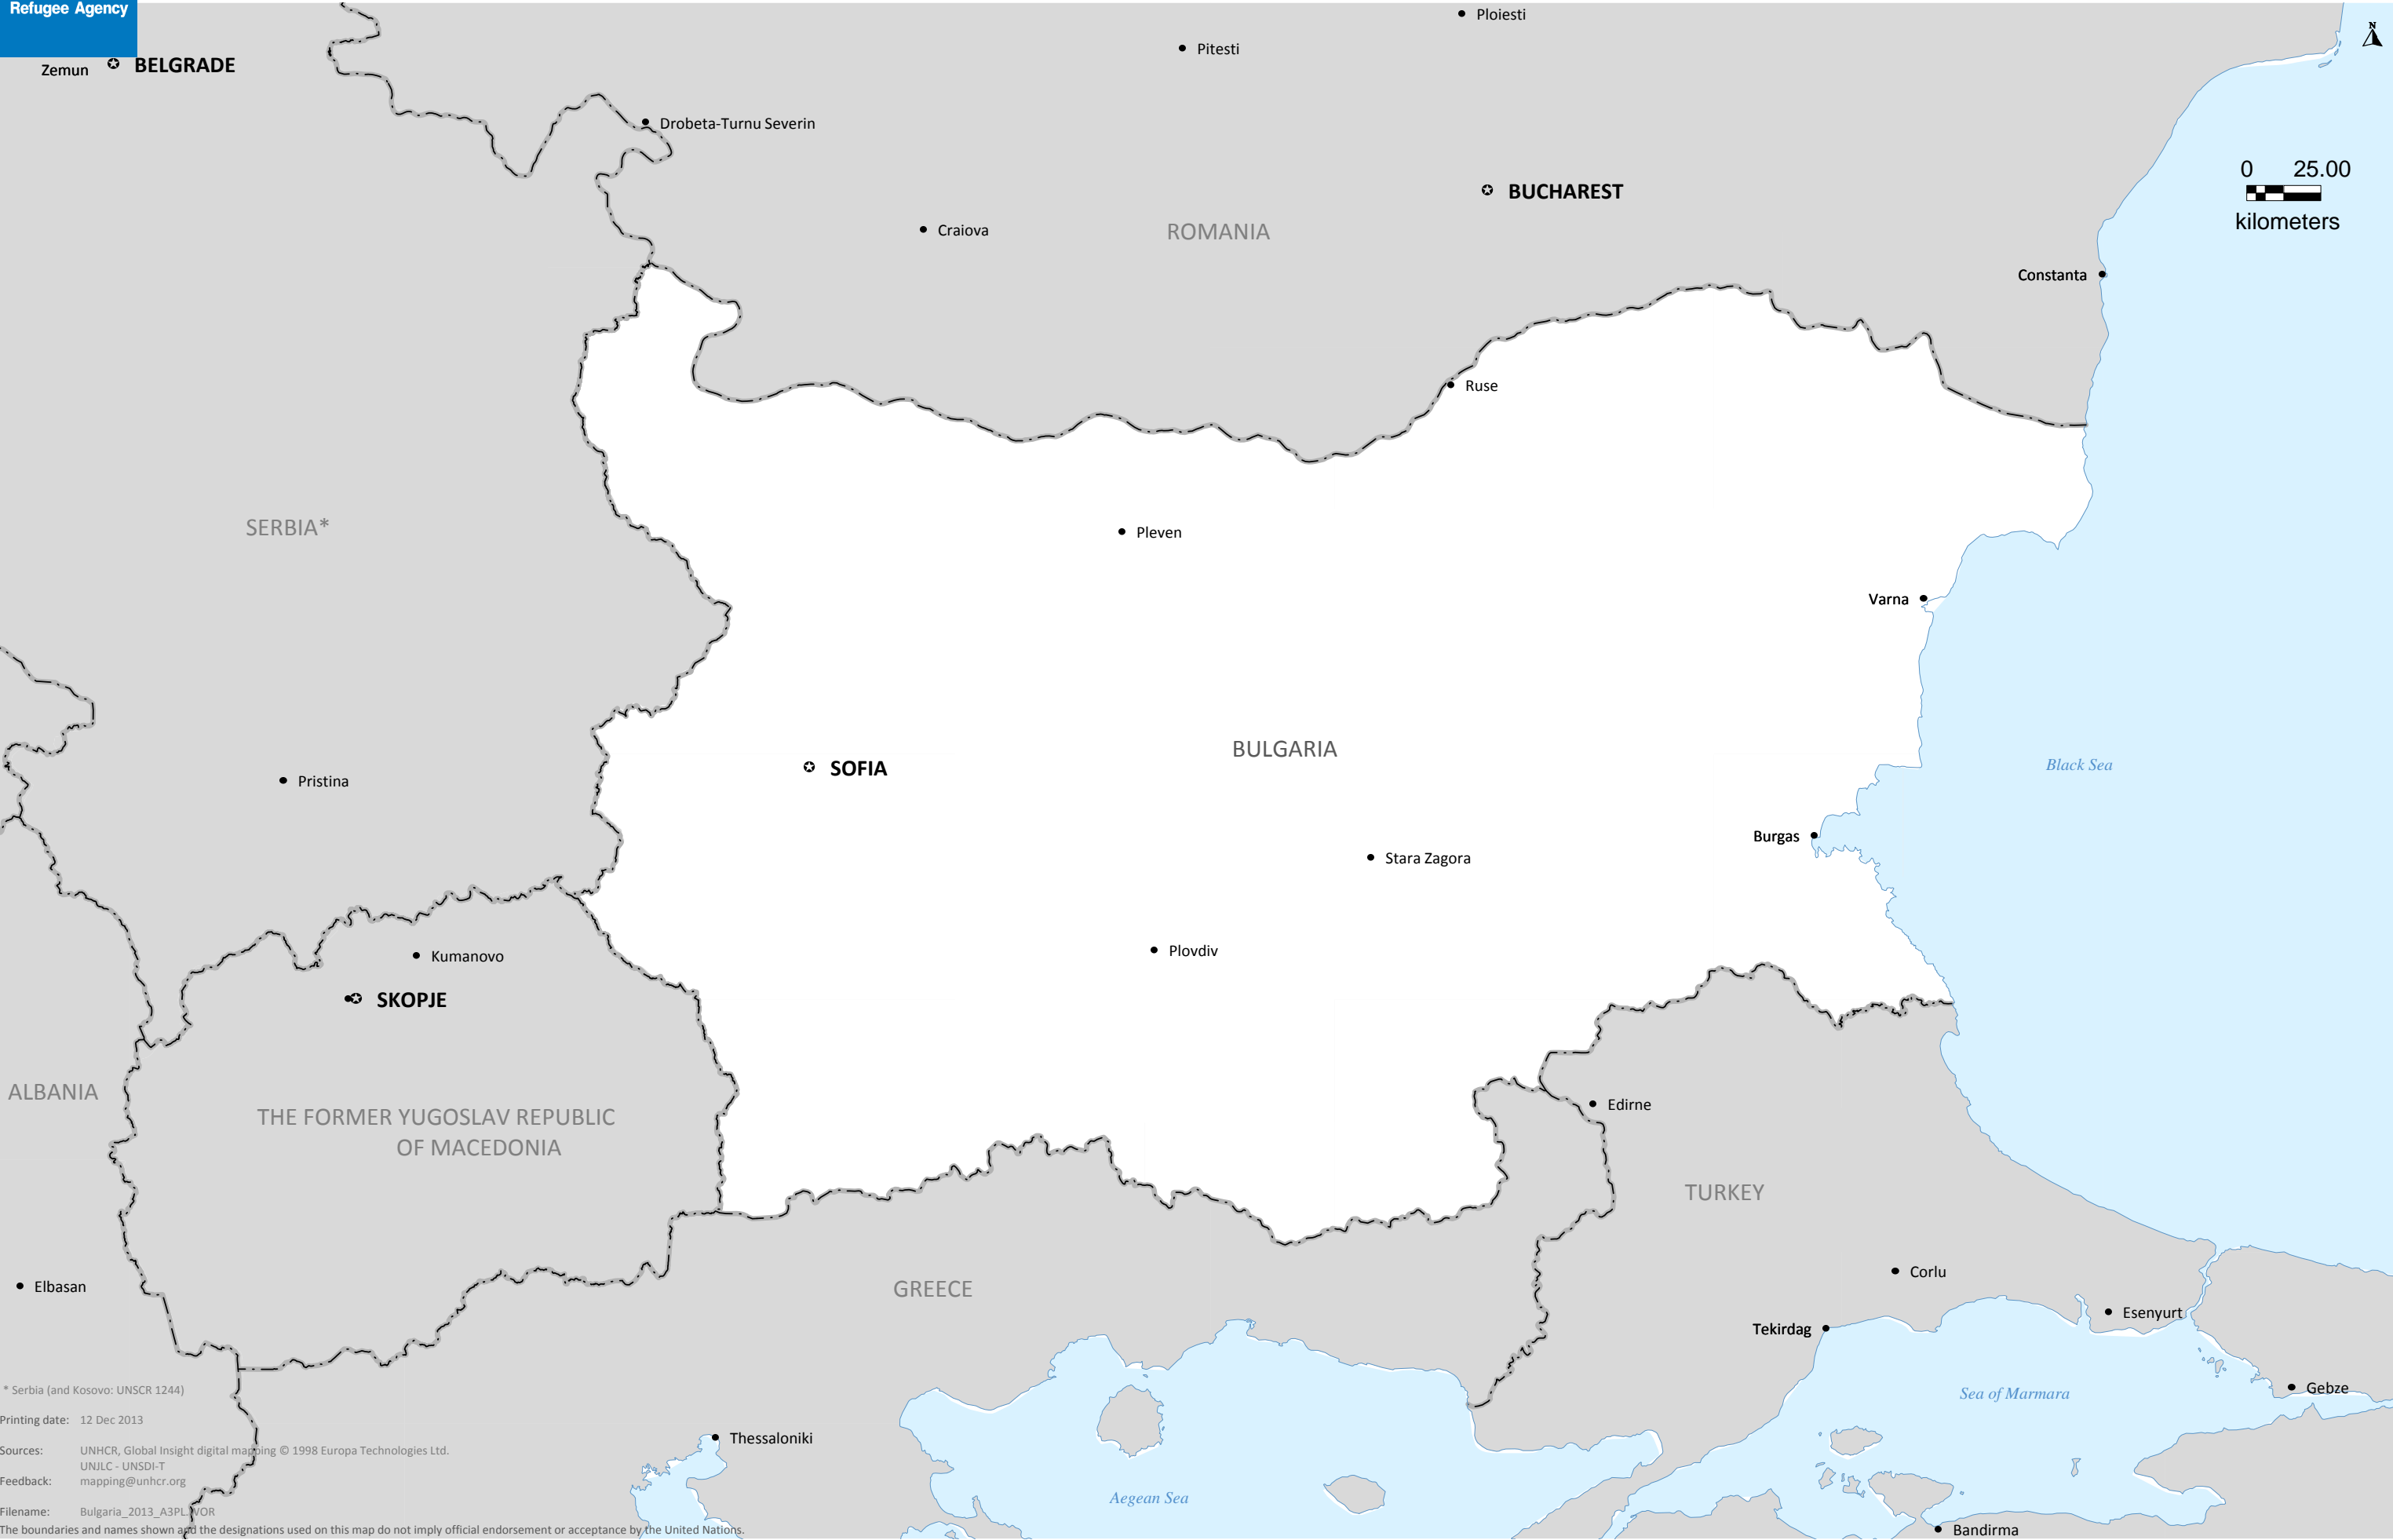 Refugee Agency
Ploiesti
N
Pitesti
Zemun
BELGRADE
Drobeta-Turnu Severin
0 25.00
kilometers
BUCHAREST
Craiova
ROMANIA
Constanta
Ruse
SERBIA*
Pleven
Varna
BULGARIA
Black Sea
SOFIA
Pristina
Burgas
Stara Zagora
Plovdiv
Kumanovo
SKOPJE
ALBANIA
Edirne
THE FORMER YUGOSLAV REPUBLIC
OF MACEDONIA
TURKEY
Corlu
Elbasan
GREECE
Esenyurt
Tekirdag
Gebze
Sea of Marmara
* Serbia (and Kosovo: UNSCR 1244)
Printing date: 12 Dec 2013
Thessaloniki
Sources: UNHCR, Global Insight digital mapping © 1998 Europa Technologies Ltd.
UNJLC - UNSDI-T
Feedback: mapping@unhcr.org
Aegean Sea
Filename: Bulgaria_2013_A3PL.WOR
The boundaries and names shown and the designations used on this map do not imply official endorsement or acceptance by the United Nations.
Bandirma